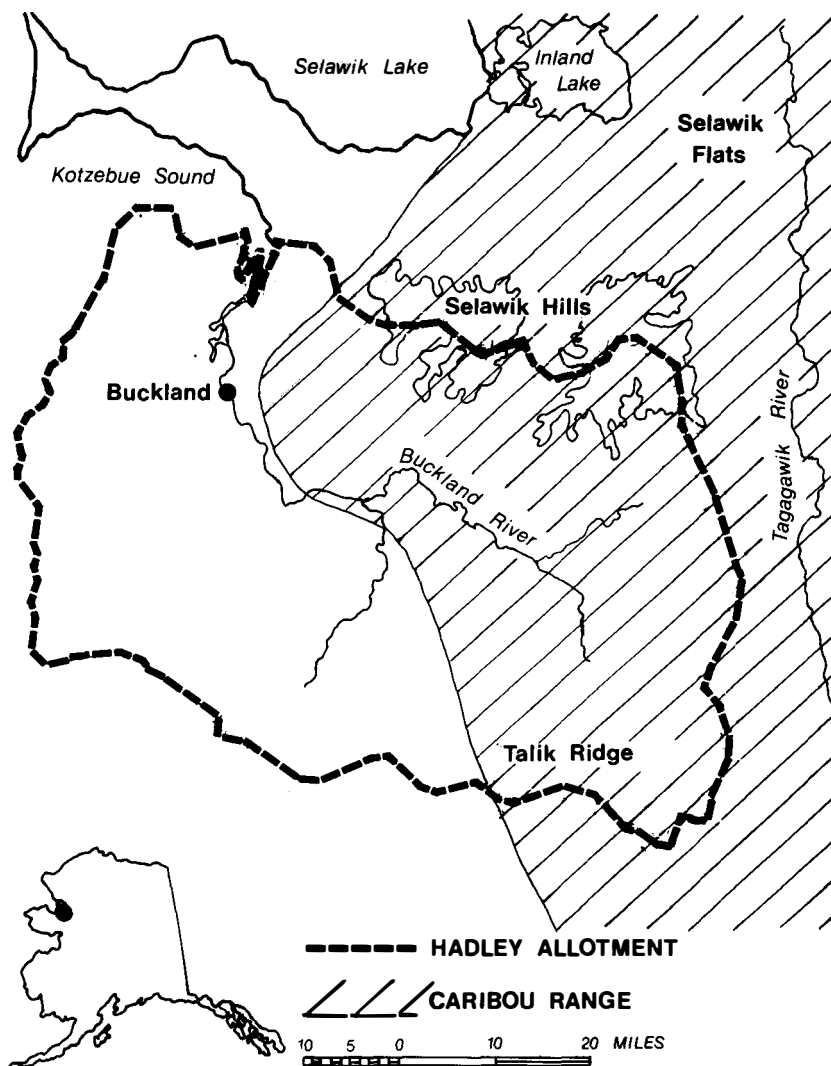 Selawik Lake
Inland
Lake
Selawik
Flats
Kotzebue Sound
Selawik Hills
Buckland
Buckland River
Tagagawik River
Talik Ridge
HADLEY ALLOTMENT
CARIBOU RANGE
10 5 0 10 20 MILES